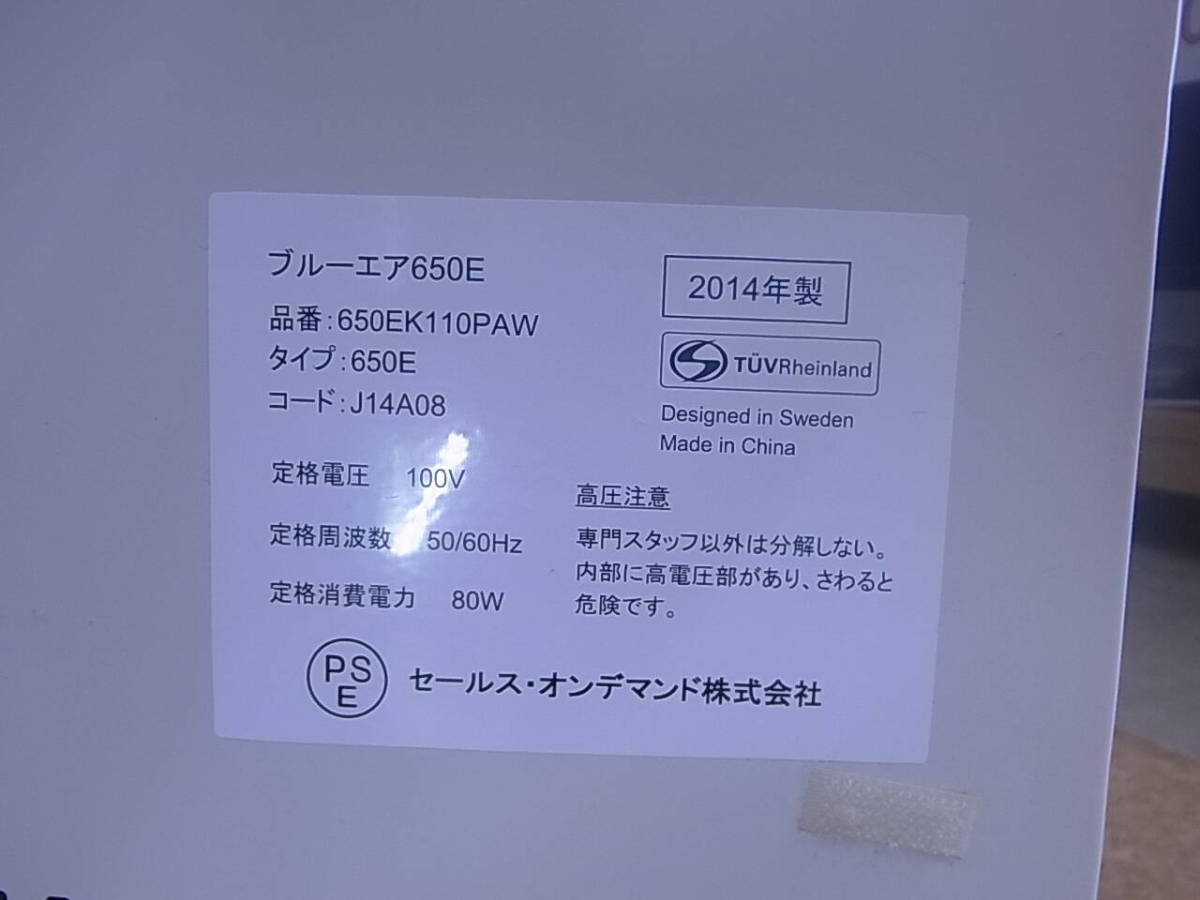 ブルーエア650E
品番:650EK110PAW
タイプ:650E
コード:J14A08
定格電圧 100V
定格周波数 50/60Hz
定格消費電力 80W
2014年製
TÜVRheinland
Designed in Sweden
Made in China
高圧注意
専門スタッフ以外は分解しない。
内部に高電圧部があり、さわると
危険です。
PS
E
セールス・オンデマンド株式会社